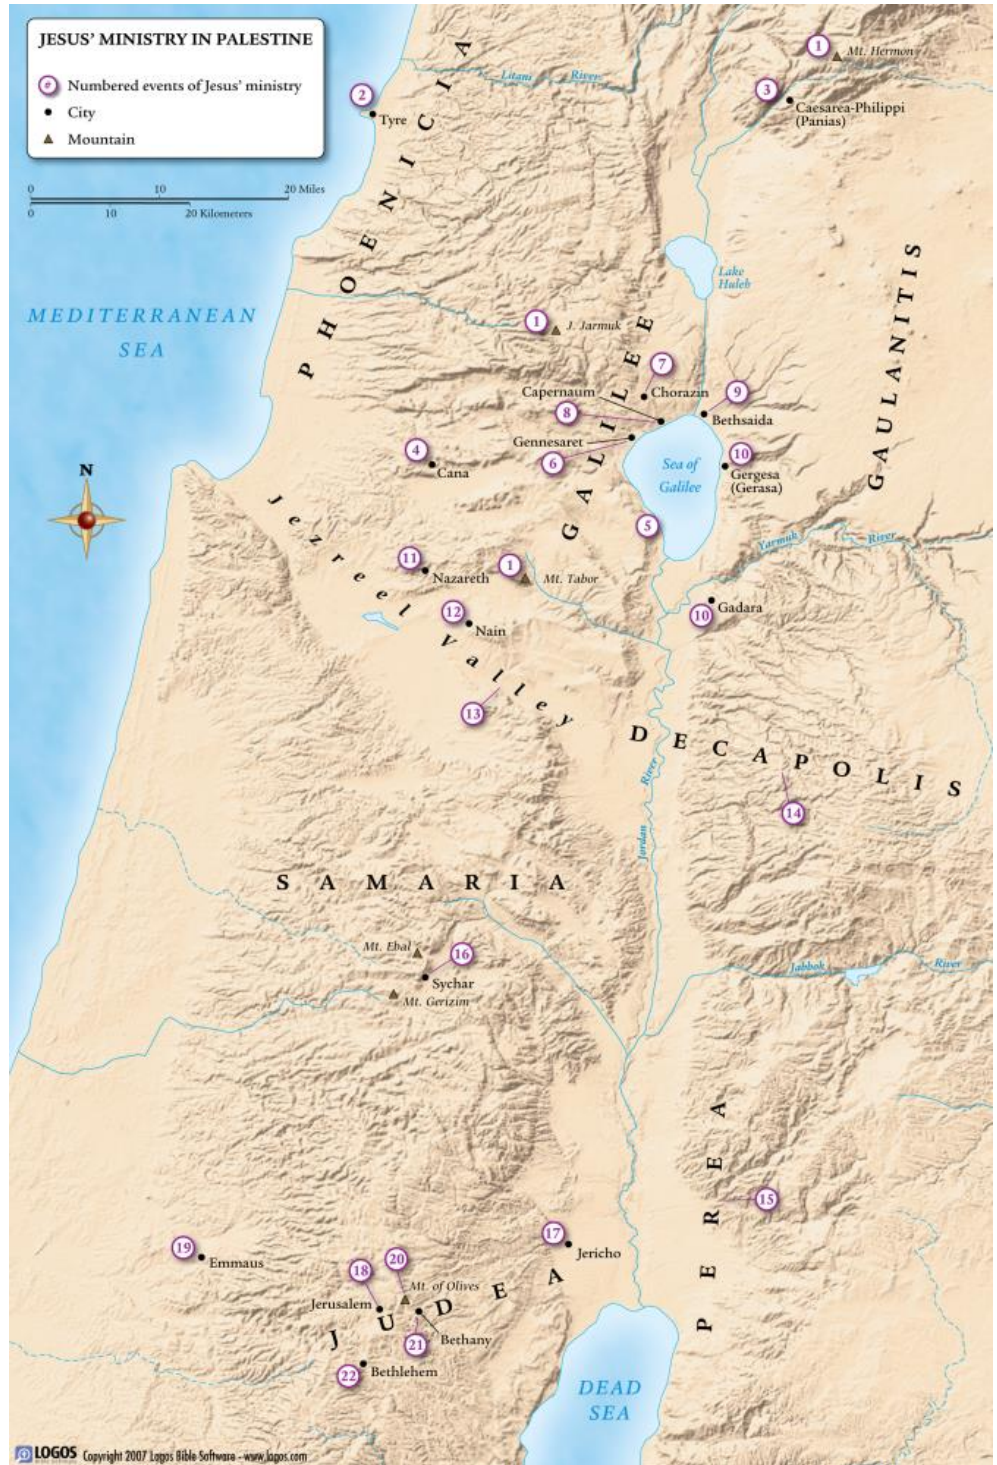 JESUS' MINISTRY IN PALESTINE
# Numbered events of Jesus' ministry
City
Mountain
0 10 20 Miles
0 10 20 Kilometers
1
Mt. Hermon
Litani River
2
Tyre
3
Caesarea-Philippi
(Panias)
PHOENICIA
Lake
Huleh
GAULANITIS
MEDITERRANEAN
SEA
1
J. Jarmuk
GALILEE
7
Chorazin
Capernaum
8
9
Bethsaida
Gennesaret
6
4
Cana
10
Gergesa
(Gerasa)
Sea of
Galilee
N
5
Yarmuk River
Jezreel Valley
11
Nazareth
1
Mt. Tabor
10
Gadara
12
Nain
13
DECAPOLIS
14
Jordan River
SAMARIA
Mt. Ebal
16
Sychar
Mt. Gerizim
Jabbok River
PEREA
15
17
Jericho
19
Emmaus
18
20
Mt. of Olives
Jerusalem
JUDEA
21
Bethany
22
Bethlehem
DEAD
SEA
LOGOS Copyright 2007 Logos Bible Software - www.logos.com